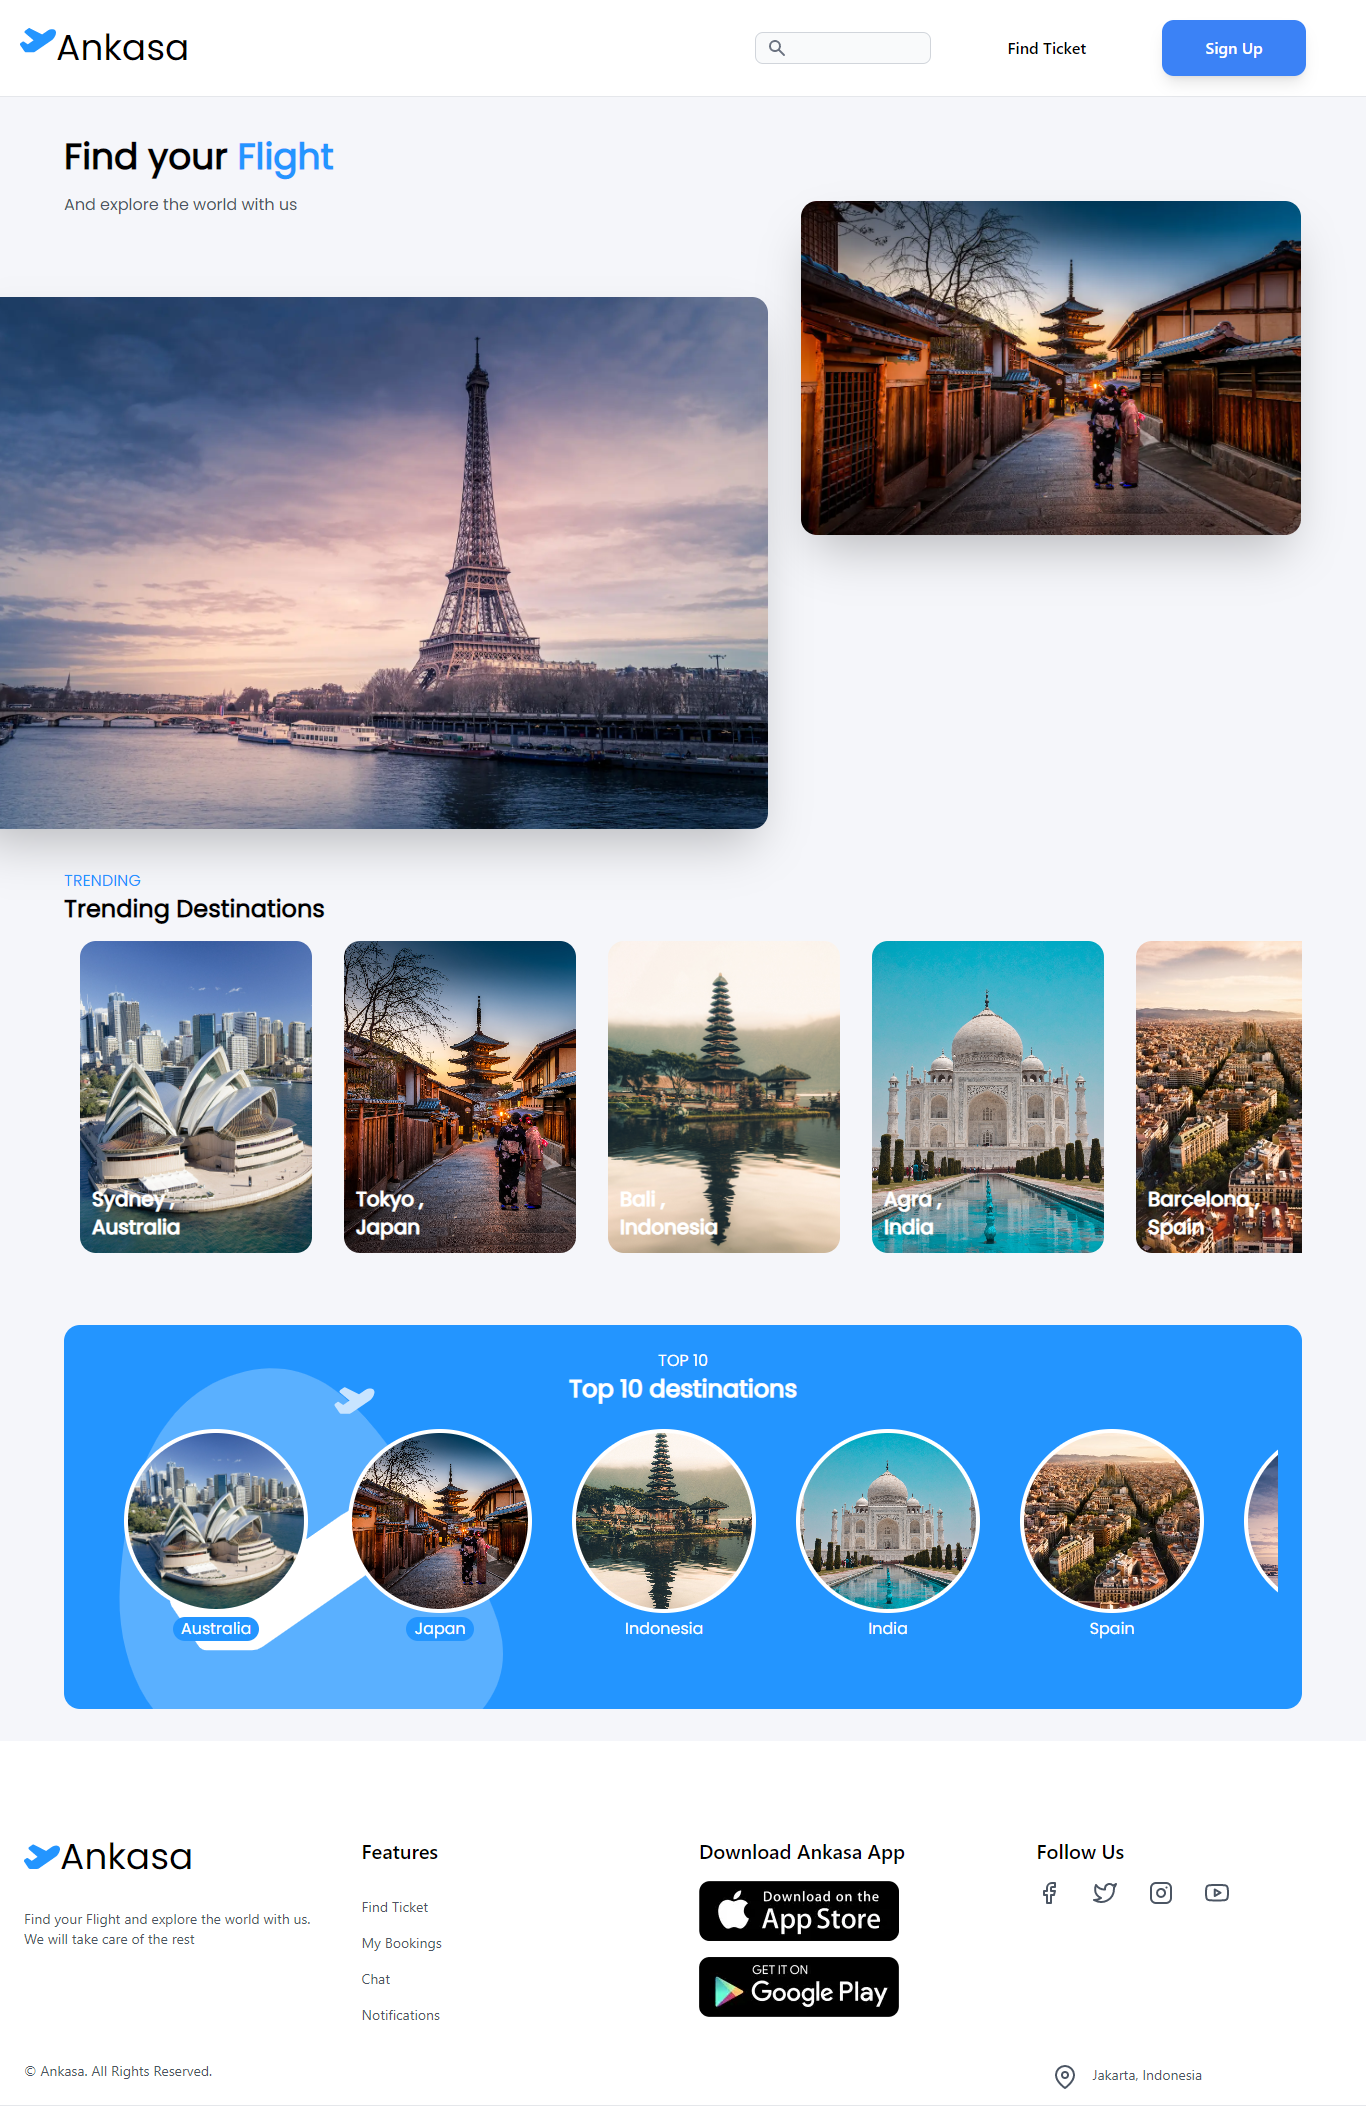 Ankasa
Find Ticket
Sign Up
Find your Flight
And explore the world with us
TRENDING
Trending Destinations
Sydney ,
Australia
Tokyo ,
Japan
Bali ,
Indonesia
Agra ,
India
Barcelona ,
Spain
TOP 10
Top 10 destinations
Australia
Japan
Indonesia
India
Spain
Ankasa
Find your Flight and explore the world with us.
We will take care of the rest
Features
Find Ticket
My Bookings
Chat
Notifications
Download Ankasa App
Download on the
App Store
GET IT ON
Google Play
Follow Us
© Ankasa. All Rights Reserved.
Jakarta, Indonesia